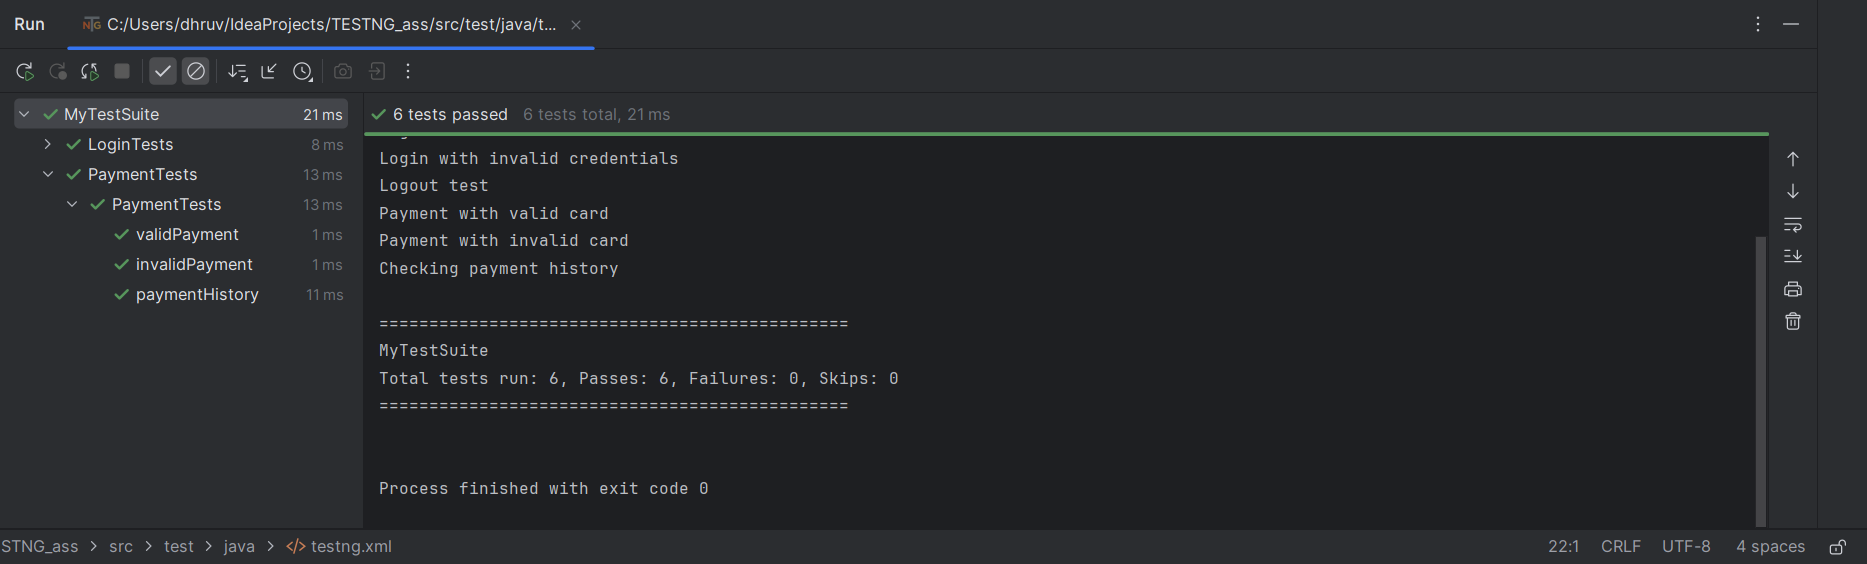 Run
NTG C:/Users/dhruv/IdeaProjects/TESTNG_ass/src/test/java/t...
MyTestSuite 21 ms
LoginTests 8 ms
PaymentTests 13 ms
PaymentTests 13 ms
validPayment 1 ms
invalidPayment 1 ms
paymentHistory 11 ms
6 tests passed 6 tests total, 21 ms
Login with invalid credentials
Logout test
Payment with valid card
Payment with invalid card
Checking payment history
===============================================
MyTestSuite
Total tests run: 6, Passes: 6, Failures: 0, Skips: 0
===============================================
Process finished with exit code 0
STNG_ass > src > test > java > </> testng.xml
22:1 CRLF UTF-8 4 spaces